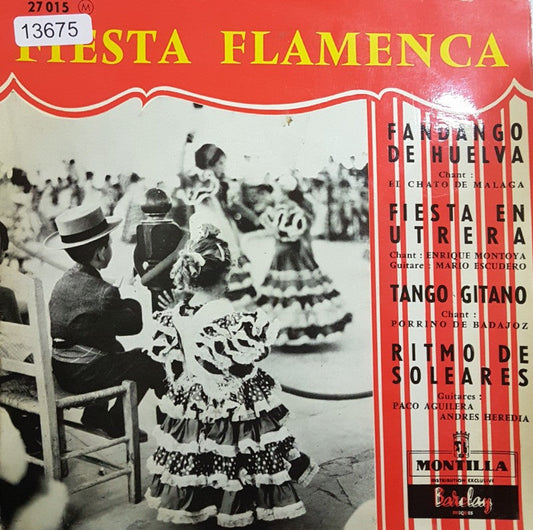 27 015 M
13675
FIESTA FLAMENCA
FANDANGO
DE HUELVA
Chant :
EL CHATO DE MALAGA
FIESTA EN
UTRERA
Chant : ENRIQUE MONTOYA
Guitare : MARIO ESCUDERO
TANGO GITANO
Chant :
PORRINO DE BADAJOZ
RITMO DE
SOLEARES
Guitares :
PACO AGUILERA
ANDRES HEREDIA
MONTILLA
DISTRIBUTION EXCLUSIVE
Barclay
DISQUES